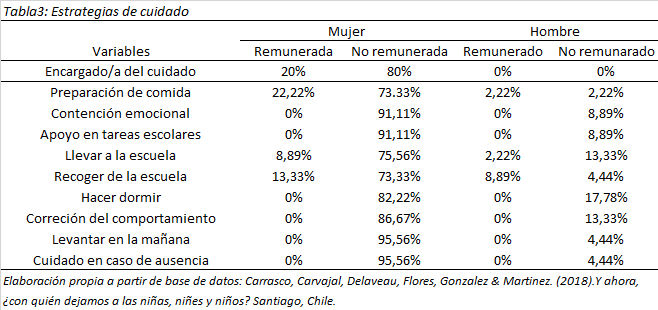 Tabla3: Estrategias de cuidado
Mujer Hombre
Variables Remunerada No remunerada Remunerado No remunarado
Encargado/a del cuidado 20% 80% 0% 0%
Preparación de comida 22,22% 73.33% 2,22% 2,22%
Contención emocional 0% 91,11% 0% 8,89%
Apoyo en tareas escolares 0% 91,11% 0% 8,89%
Llevar a la escuela 8,89% 75,56% 2,22% 13,33%
Recoger de la escuela 13,33% 73,33% 8,89% 4,44%
Hacer dormir 0% 82,22% 0% 17,78%
Correción del comportamiento 0% 86,67% 0% 13,33%
Levantar en la mañana 0% 95,56% 0% 4,44%
Cuidado en caso de ausencia 0% 95,56% 0% 4,44%
Elaboración propia a partir de base de datos: Carrasco, Carvajal, Delaveau, Flores, Gonzalez & Martinez. (2018).Y ahora,
¿con quién dejamos a las niñas, niñes y niños? Santiago, Chile.